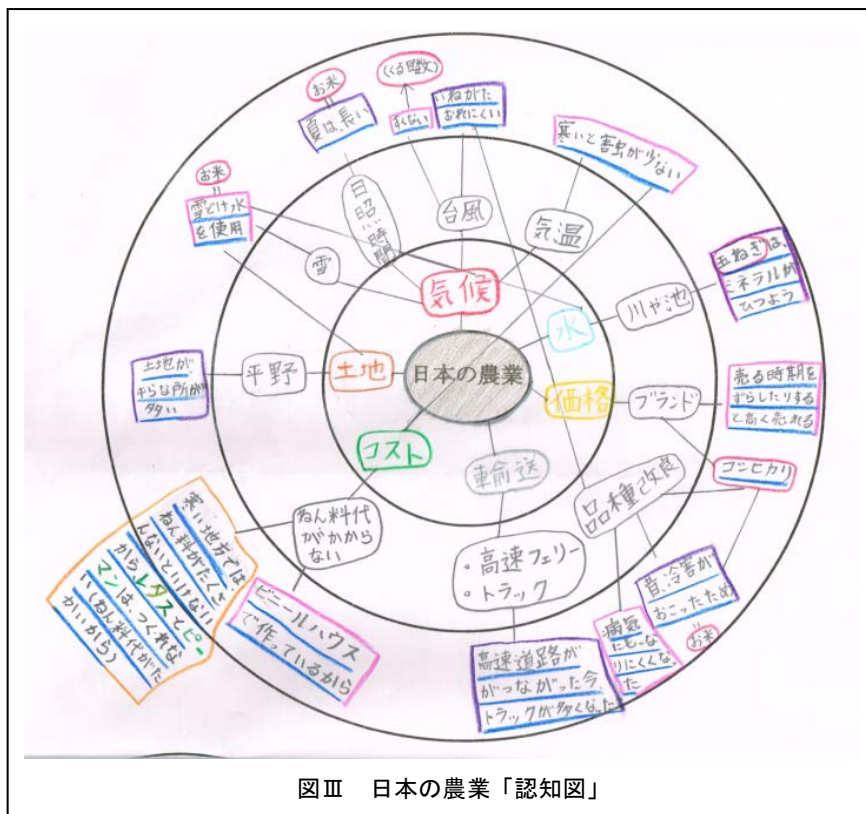 お米
夏は、長い
(くる回数)
すくない
いねがた
おれにくい
寒いと害虫が少ない
お米
雪どけ水
を使用
雪
日照時間
台風
気温
気候
玉ねぎは、
ミネラルが
ひつよう
川や池
水
土地が
平らな所が
多い
平野
土地
日本の農業
価格
ブランド
売る時期を
ずらしたりする
と高く売れる
コシヒカリ
コスト
輸送
品種改良
ねん料代
がかから
ない
・高速フェリー
・トラック
昔、冷害が
おこったため
お米
病気
にもな
りにくくな
た
寒い地方では
ねん料がたくさ
んないといけない
から、レタスとピー
マンは、つくれな
い(ねん料代がた
かいから)
ビニールハウス
で作っているから
高速道路が
がつながった今、
トラックが多くなった
図Ⅲ 日本の農業「認知図」